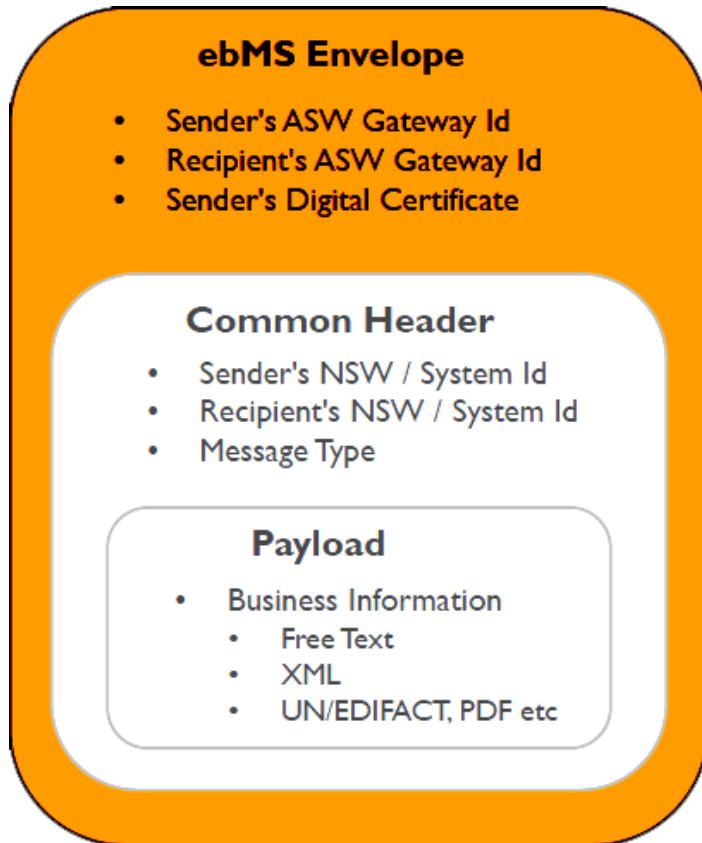 ebMS Envelope
• Sender's ASW Gateway Id
• Recipient's ASW Gateway Id
• Sender's Digital Certificate
Common Header
• Sender's NSW / System Id
• Recipient's NSW / System Id
• Message Type
Payload
• Business Information
• Free Text
• XML
• UN/EDIFACT, PDF etc